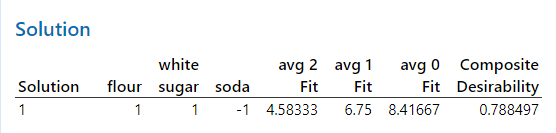 Solution
white avg 2 avg 1 avg 0 Composite
Solution flour sugar soda Fit Fit Fit Desirability
1 1 1 -1 4.58333 6.75 8.41667 0.788497